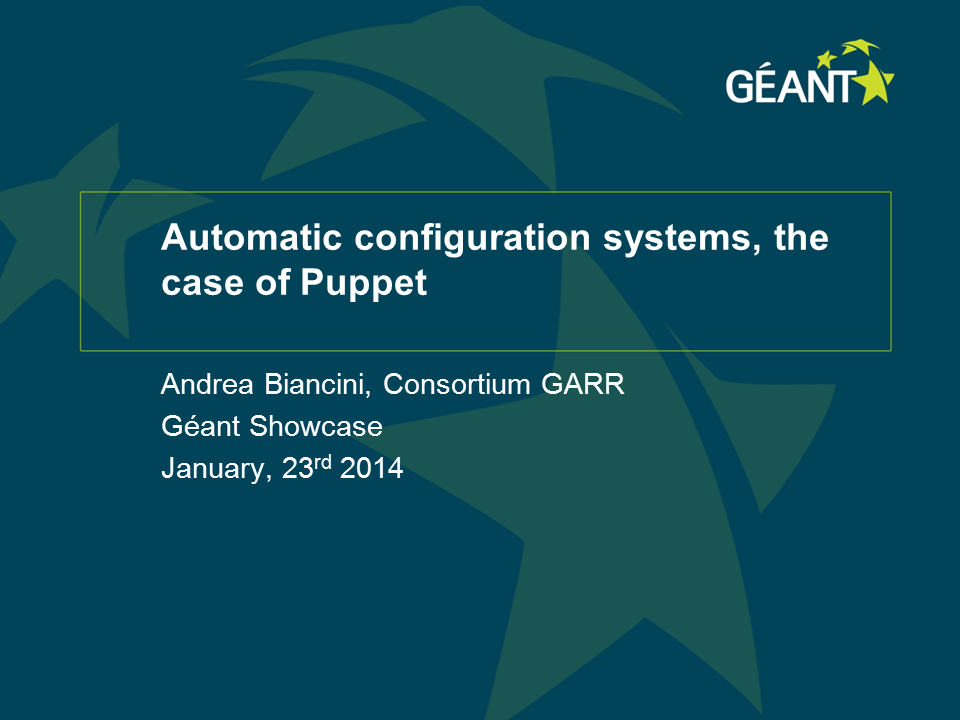 GÉANT
Automatic configuration systems, the
case of Puppet
Andrea Biancini, Consortium GARR
Géant Showcase
January, 23rd 2014